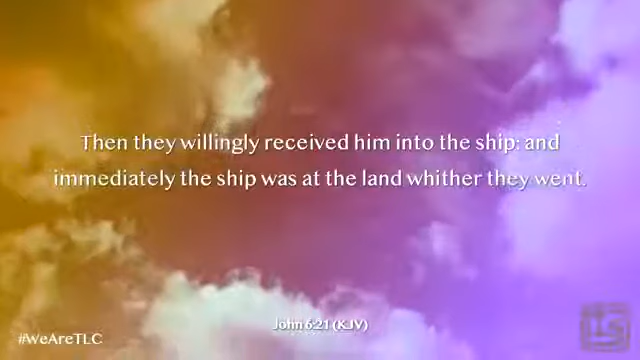 Then they willingly received him into the ship: and
immediately the ship was at the land whither they went.
John 6:21 (KJV)
#WeAreTLC